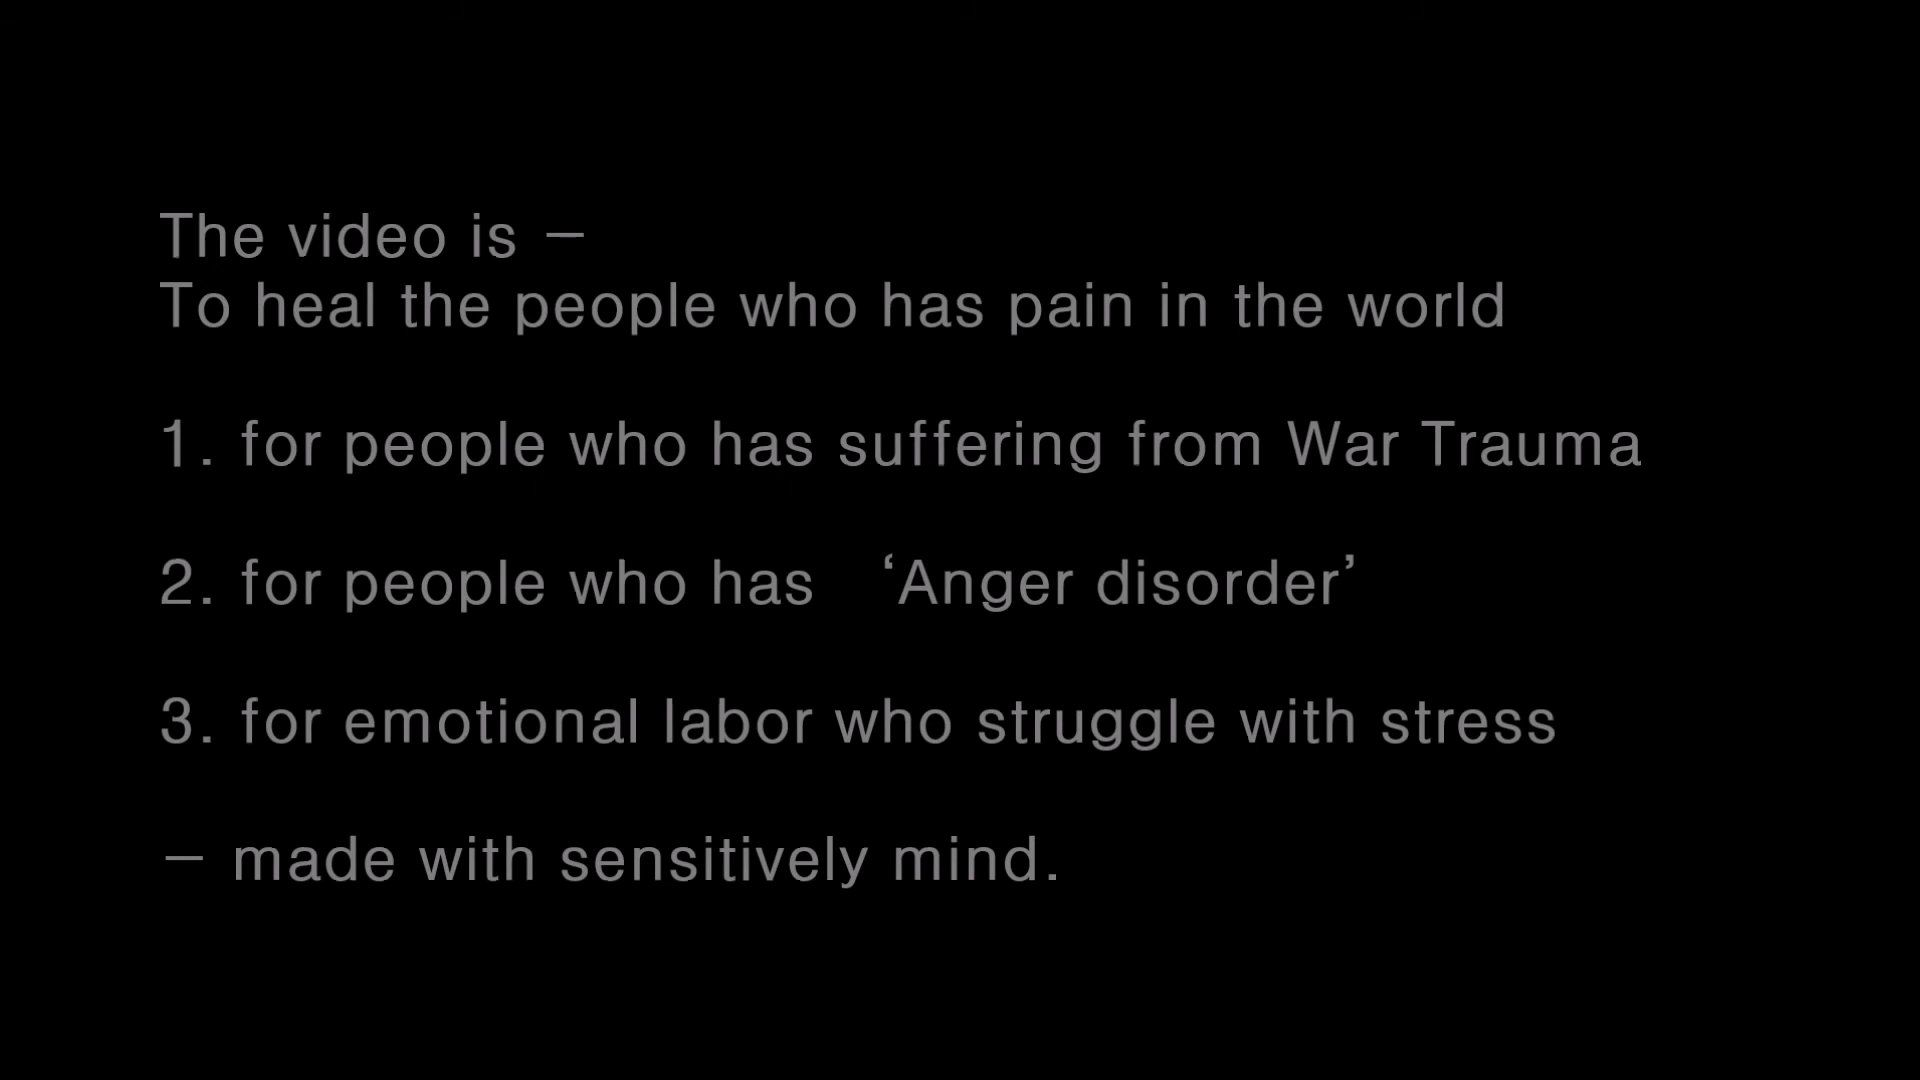 The video is –
To heal the people who has pain in the world
1. for people who has suffering from War Trauma
2. for people who has ‘Anger disorder’
3. for emotional labor who struggle with stress
– made with sensitively mind.